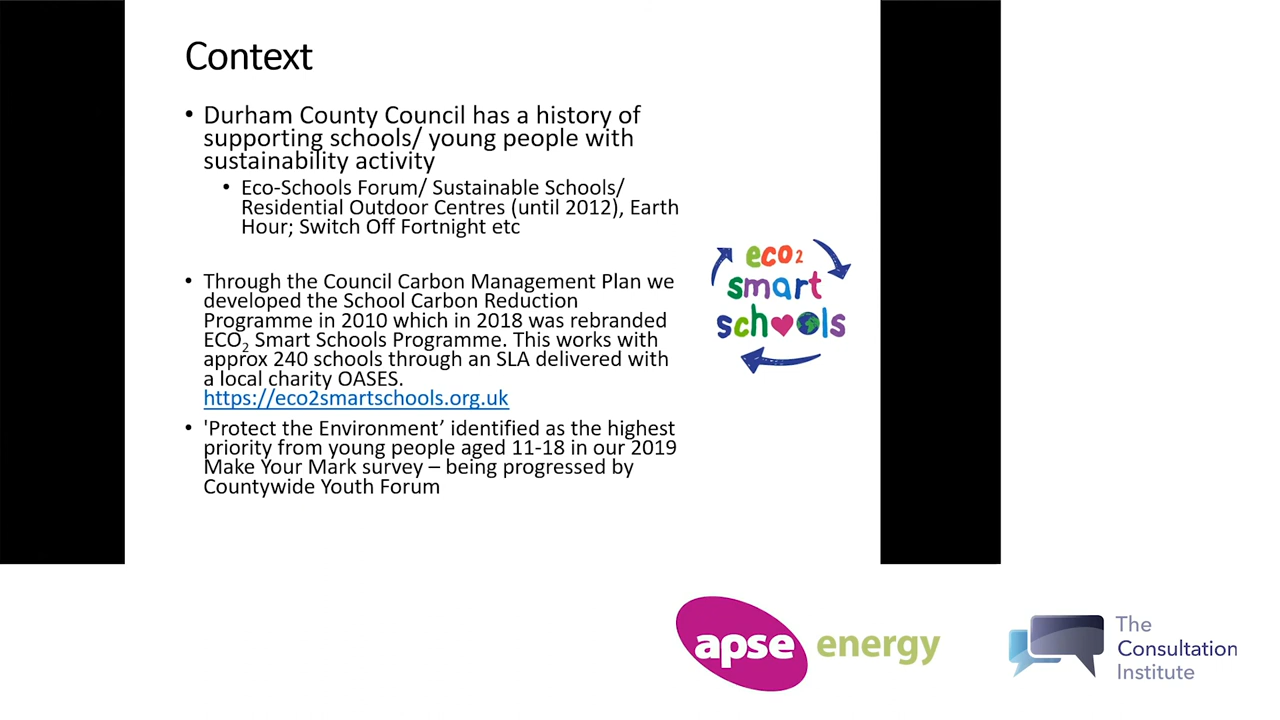 Context
• Durham County Council has a history of
supporting schools/ young people with
sustainability activity
• Eco-Schools Forum/ Sustainable Schools/
Residential Outdoor Centres (until 2012), Earth
Hour; Switch Off Fortnight etc
• Through the Council Carbon Management Plan we
developed the School Carbon Reduction
Programme in 2010 which in 2018 was rebranded
ECO₂ Smart Schools Programme. This works with
approx 240 schools through an SLA delivered with
a local charity OASES.
https://eco2smartschools.org.uk
• 'Protect the Environment’ identified as the highest
priority from young people aged 11-18 in our 2019
Make Your Mark survey – being progressed by
Countywide Youth Forum
eco2
smart
schools
apse energy
The
Consultation
Institute